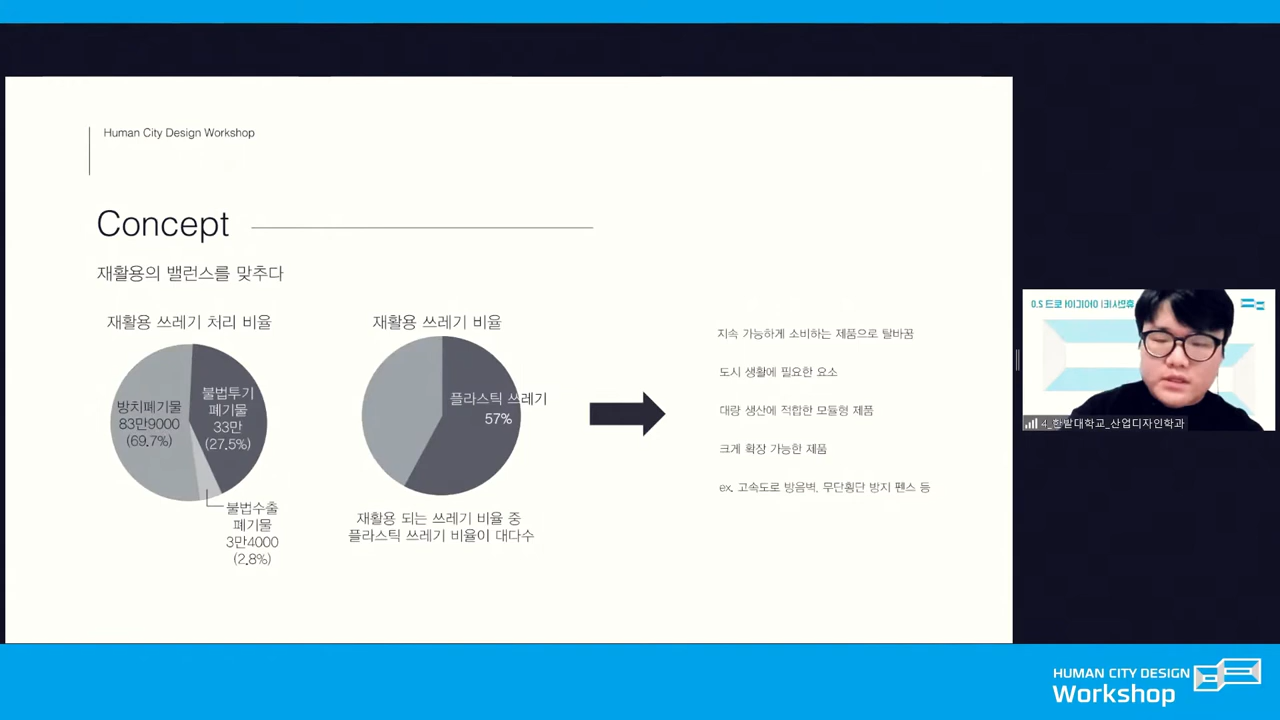 Human City Design Workshop
Concept
재활용의 밸런스를 맞추다
재활용 쓰레기 처리 비율
방치폐기물
83만9000
(69.7%)
불법투기
폐기물
33만
(27.5%)
불법수출
폐기물
3만4000
(2.8%)
재활용 쓰레기 비율
플라스틱 쓰레기
57%
재활용 되는 쓰레기 비율 중
플라스틱 쓰레기 비율이 대다수
지속 가능하게 소비하는 제품으로 탈바꿈
도시 생활에 필요한 요소
대량 생산에 적합한 모듈형 제품
크게 확장 가능한 제품
ex. 고속도로 방음벽, 무단횡단 방지 펜스 등
4_한밭대학교_산업디자인학과
HUMAN CITY DESIGN
Workshop